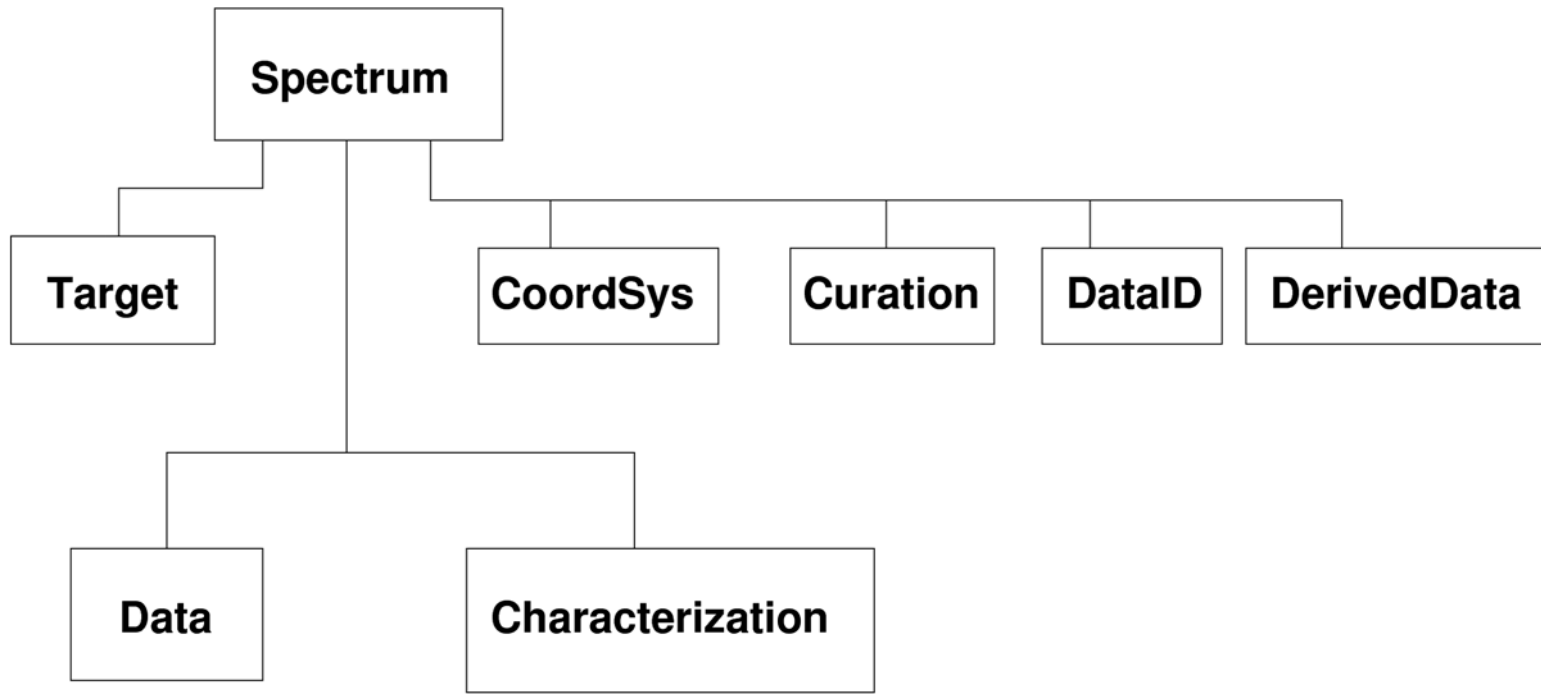 Spectrum
Target
CoordSys
Curation
DataID
DerivedData
Data
Characterization